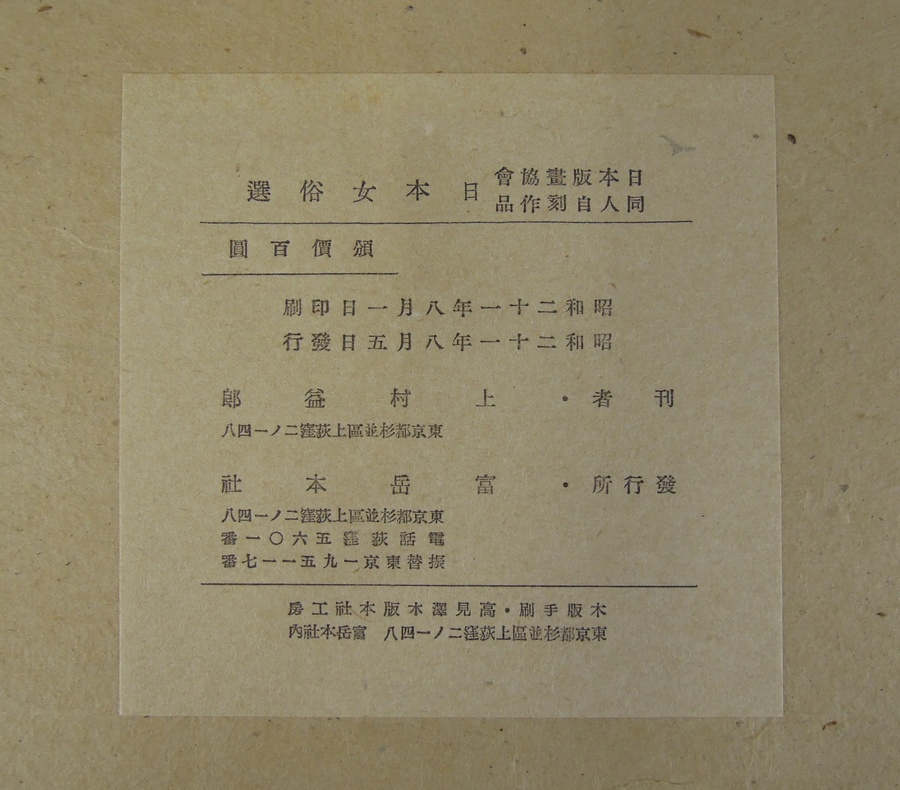 日本版畫協會
同人自刻作品
日本女俗選
頒價百圓
昭和二十一年八月一日印刷
昭和二十一年八月五日發行
刊者・上村益郎
東京都杉並區上荻窪二ノ一四八
發行所・富岳本社
東京都杉並區上荻窪二ノ一四八
電話荻窪五六〇一番
振替東京一九五一一七番
木版手刷・高見澤木版本社工房
東京都杉並區上荻窪二ノ一四八 富岳本社內